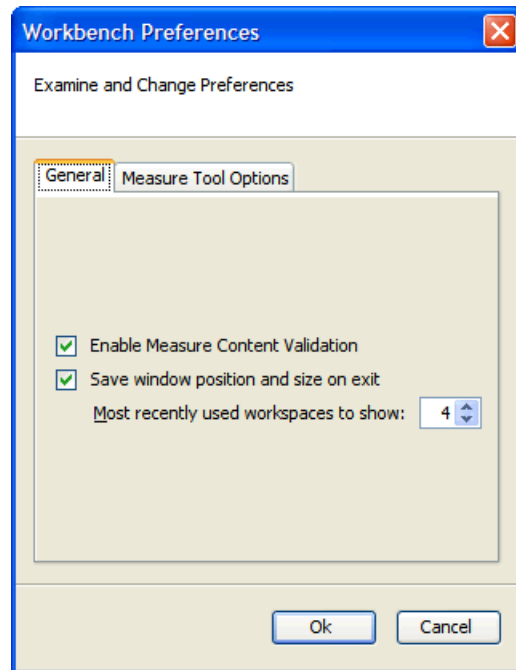 Workbench Preferences
Examine and Change Preferences
General Measure Tool Options
Enable Measure Content Validation
Save window position and size on exit
Most recently used workspaces to show: 4
Ok Cancel